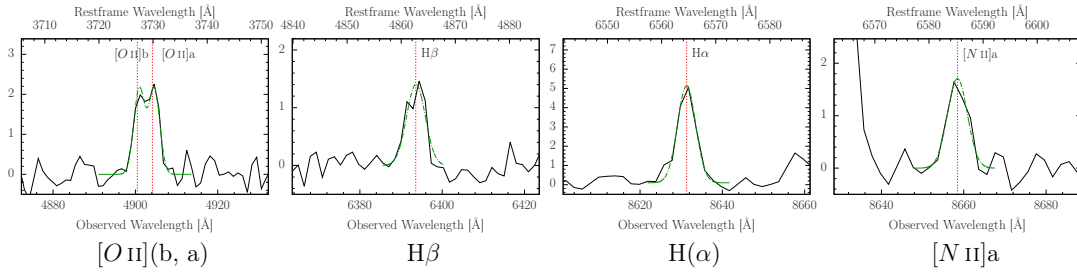 Restframe Wavelength [Å]
3710 3720 3730 3740 3750
[O II]b [O II]a
3
2
1
0
4880 4900 4920
Observed Wavelength [Å]
[O II](b, a)
Restframe Wavelength [Å]
4840 4850 4860 4870 4880
Hβ
2
1
0
6380 6400 6420
Observed Wavelength [Å]
Hβ
Restframe Wavelength [Å]
6550 6560 6570 6580
Hα
7
6
5
4
3
2
1
0
8620 8640 8660
Observed Wavelength [Å]
H(α)
Restframe Wavelength [Å]
6570 6580 6590 6600
[N II]a
2
1
0
8640 8660 8680
Observed Wavelength [Å]
[N II]a